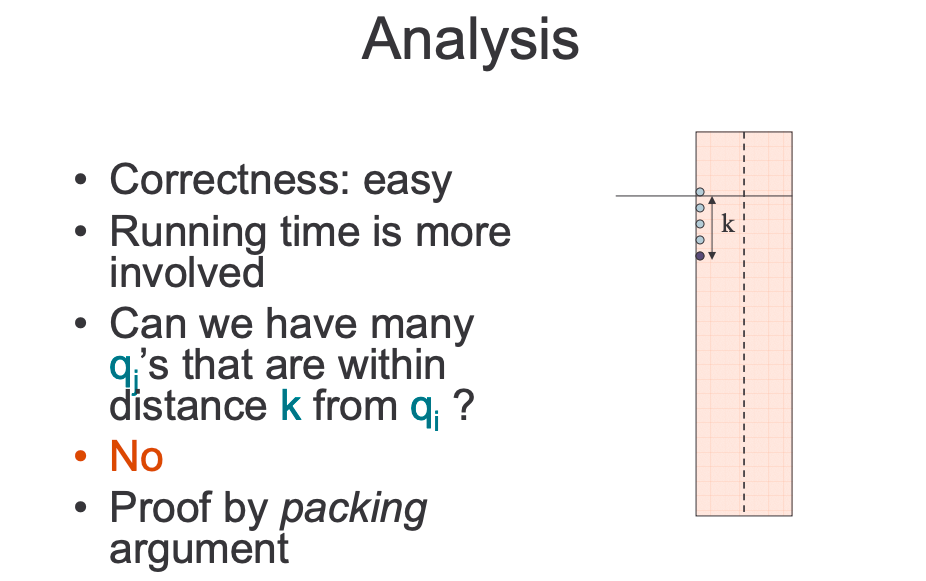 Analysis
• Correctness: easy
• Running time is more
involved
• Can we have many
qj's that are within
distance k from qi ?
• No
• Proof by packing
argument
k